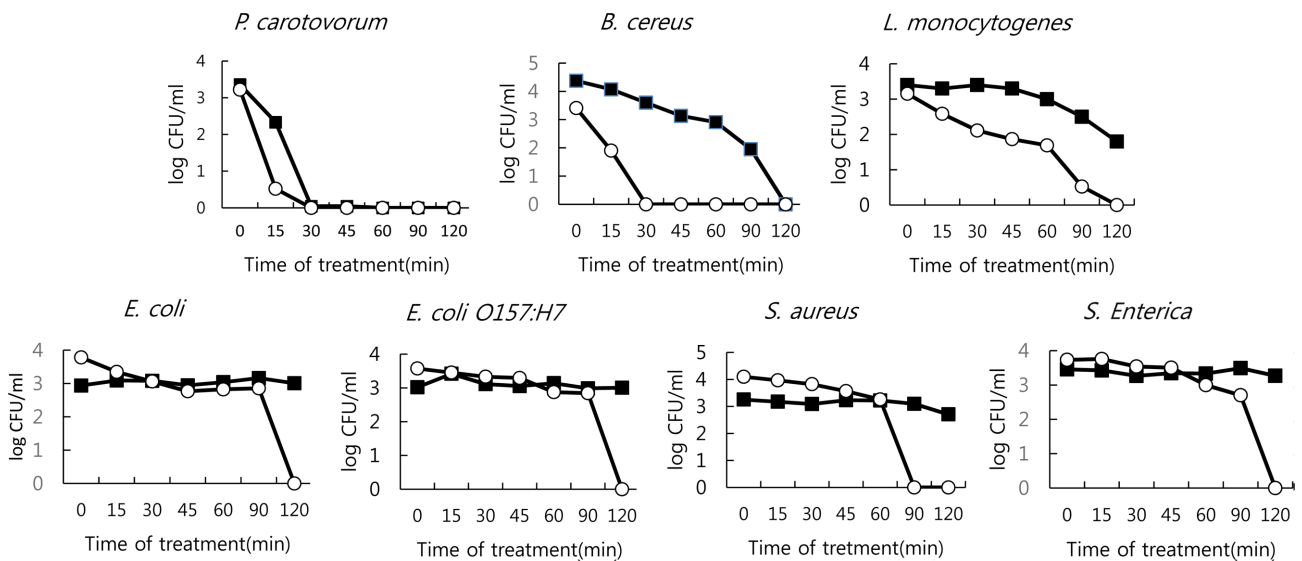 P. carotovorum
B. cereus
L. monocytogenes
4
3
2
1
0
log CFU/ml
0 15 30 45 60 90 120
Time of treatment(min)
5
4
3
2
1
0
log CFU/ml
0 15 30 45 60 90 120
Time of treatment(min)
4
3
2
1
0
log CFU/ml
0 15 30 45 60 90 120
Time of treatment(min)
E. coli
E. coli O157:H7
S. aureus
S. Enterica
4
3
2
1
0
log CFU/ml
0 15 30 45 60 90 120
Time of treatment(min)
4
3
2
1
0
log CFU/ml
0 15 30 45 60 90 120
Time of treatment(min)
5
4
3
2
1
0
log CFU/ml
0 15 30 45 60 90 120
Time of tretment(min)
4
3
2
1
0
log CFU/ml
0 15 30 45 60 90 120
Time of treatment(min)